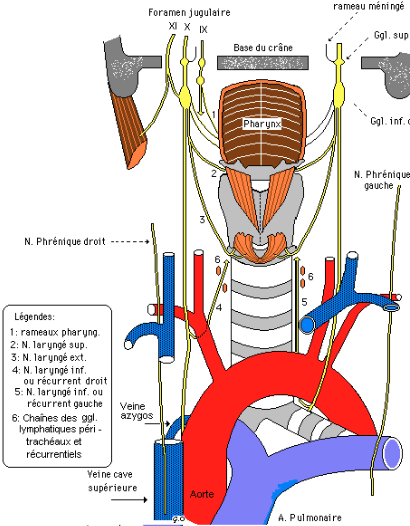 rameau méningé
Foramen jugulaire
XI X IX
Ggl. sup
Base du crâne
1
Pharynx
Ggl. inf. c
2
N. Phrénique
gauche
3
N. Phrénique droit
6
6
5
4
Légendes:
1: rameaux pharyng.
2: N. laryngé sup.
3: N. laryngé ext.
4: N laryngé inf.
ou récurrent droit
5: N. laryngé inf. ou
récurrent gauche
6: Chaînes des ggl.
lymphatiques péri-
trachéaux et
récurrentiels
Veine
azygos
Veine cave
supérieure
Aorte
A. Pulmonaire